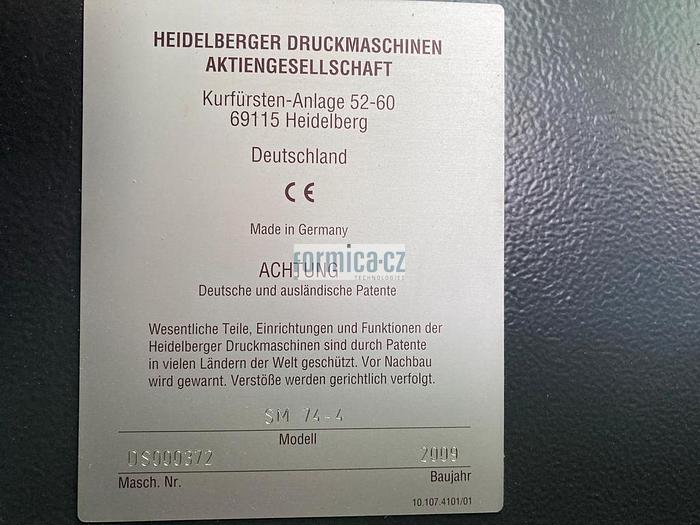 HEIDELBERGER DRUCKMASCHINEN
AKTIENGESELLSCHAFT
Kurfürsten-Anlage 52-60
69115 Heidelberg
Deutschland
CE
Made in Germany
formica.cz
TECHNOLOGIES
ACHTUNG
Deutsche und ausländische Patente
Wesentliche Teile, Einrichtungen und Funktionen der
Heidelberger Druckmaschinen sind durch Patente
in vielen Ländern der Welt geschützt. Vor Nachbau
wird gewarnt. Verstöße werden gerichtlich verfolgt.
SM 74-4
Modell
DS000372 2009
Masch. Nr. Baujahr
10.107.4101/01